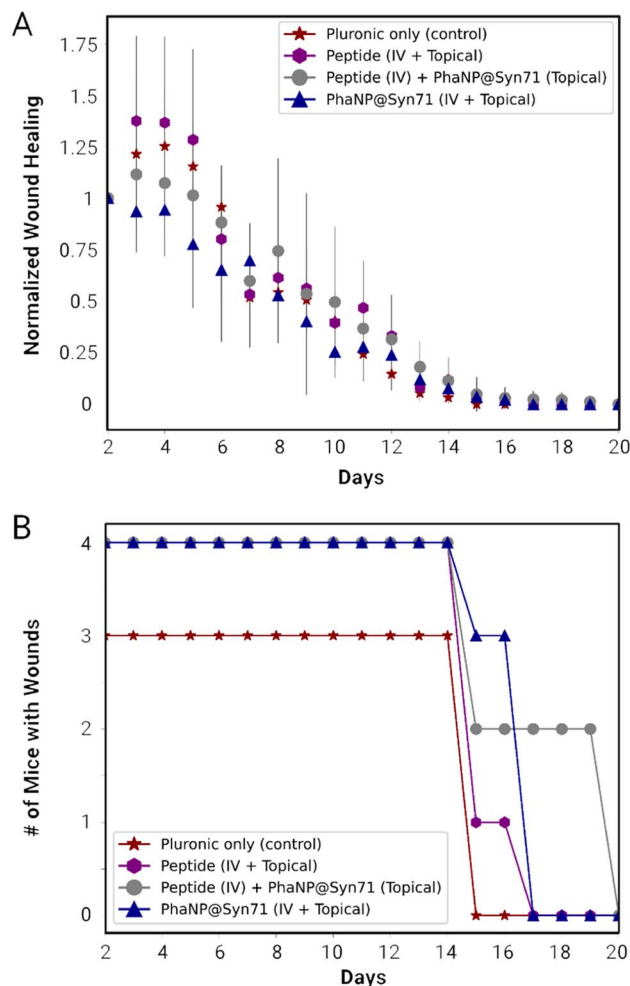 A
Normalized Wound Healing
1.75
1.5
1.25
1
0.75
0.5
0.25
0
Pluronic only (control)
Peptide (IV + Topical)
Peptide (IV) + PhaNP@Syn71 (Topical)
PhaNP@Syn71 (IV + Topical)
2 4 6 8 10 12 14 16 18 20
Days
B
# of Mice with Wounds
4
3
2
1
0
Pluronic only (control)
Peptide (IV + Topical)
Peptide (IV) + PhaNP@Syn71 (Topical)
PhaNP@Syn71 (IV + Topical)
2 4 6 8 10 12 14 16 18 20
Days